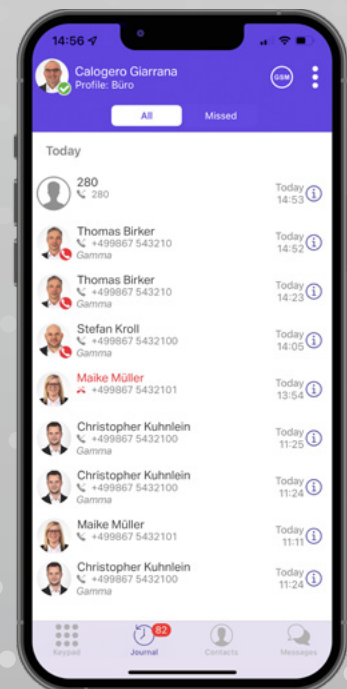 14:56
Calogero Giarrana
Profile: Büro
GSM
All
Missed
Today
280
280
Today
14:53
Thomas Birker
+499867 543210
Gamma
Today
14:52
Thomas Birker
+499867 543210
Gamma
Today
14:23
Stefan Kroll
+499867 5432100
Gamma
Today
14:05
Maike Müller
+499867 5432101
Today
13:54
Christopher Kuhnlein
+499867 5432100
Gamma
Today
11:25
Christopher Kuhnlein
+499867 5432100
Gamma
Today
11:24
Maike Müller
+499867 5432101
Today
11:11
Christopher Kuhnlein
+499867 5432100
Gamma
Today
11:24
Keypad
82
Journal
Contacts
Messages